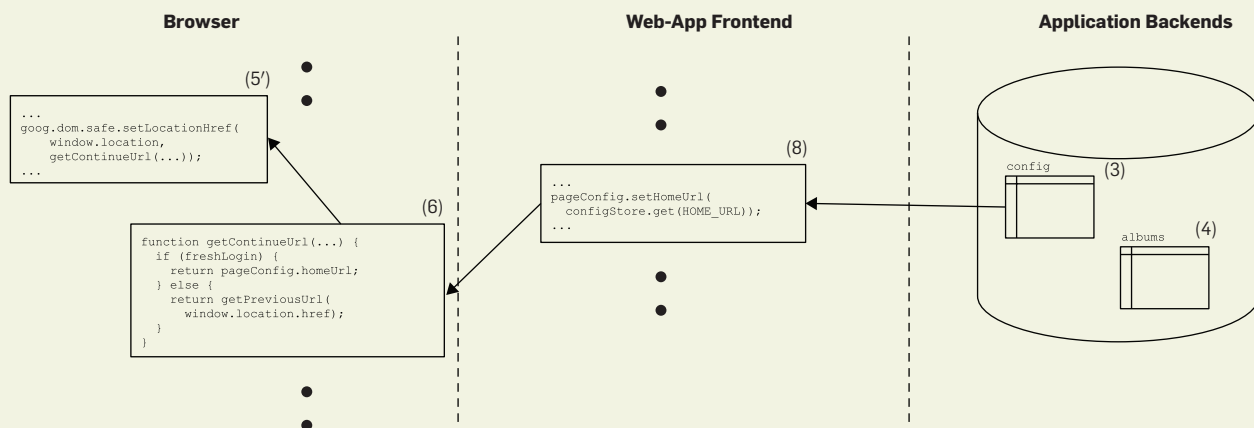 Browser
Web-App Frontend
Application Backends
(5′)
...
goog.dom.safe.setLocationHref(
    window.location,
    getContinueUrl(...));
...
(6)
function getContinueUrl(...) {
  if (freshLogin) {
    return pageConfig.homeUrl;
  } else {
    return getPreviousUrl(
      window.location.href);
  }
}
(8)
...
pageConfig.setHomeUrl(
  configStore.get(HOME_URL));
...
config
(3)
albums
(4)